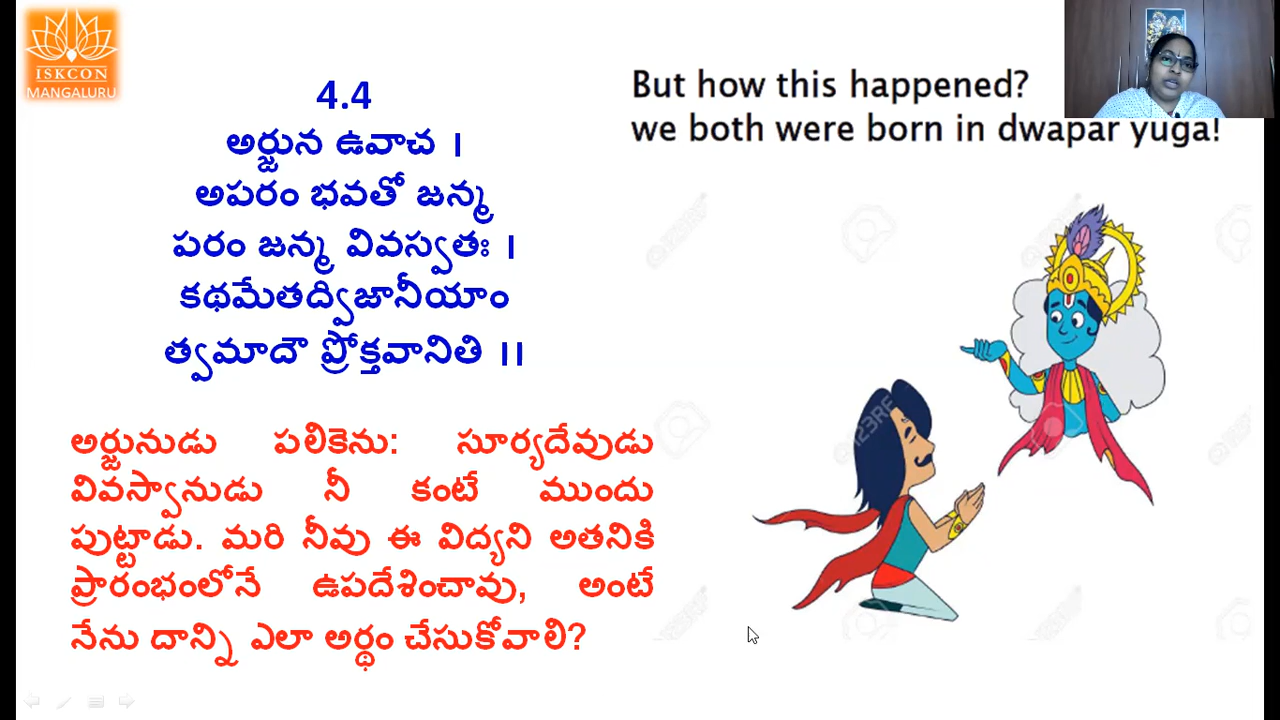 ISKCON
MANGALURU
4.4
అర్జున ఉవాచ ।
అపరం భవతో జన్మ
పరం జన్మ వివస్వతః ।
కథమేతద్విజానీయాం
త్వమాదౌ ప్రోక్తవానితి ।।
అర్జునుడు పలికెను: సూర్యదేవుడు
వివస్వానుడు నీ కంటే ముందు
పుట్టాడు. మరి నీవు ఈ విద్యని అతనికి
ప్రారంభంలోనే ఉపదేశించావు, అంటే
నేను దాన్ని ఎలా అర్థం చేసుకోవాలి?
But how this happened?
we both were born in dwapar yuga!
@123RF